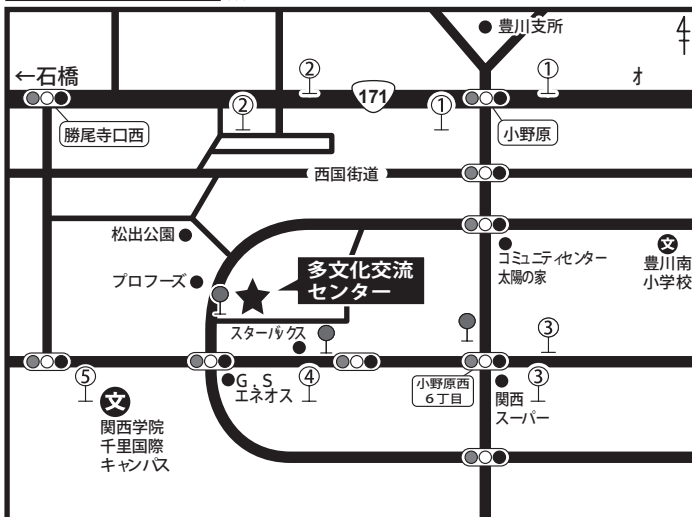 豊川支所
4
←石橋
②
①
オ
171
②
①
勝尾寺口西
小野原
西国街道
松出公園
コミュニティセンター
太陽の家
文
豊川南
小学校
プロフーズ
多文化交流
センター
スターバックス
③
⑤
G.S
エネオス
④
小野原西
6丁目
③
関西
スーパー
文
関西学院
千里国際
キャンパス